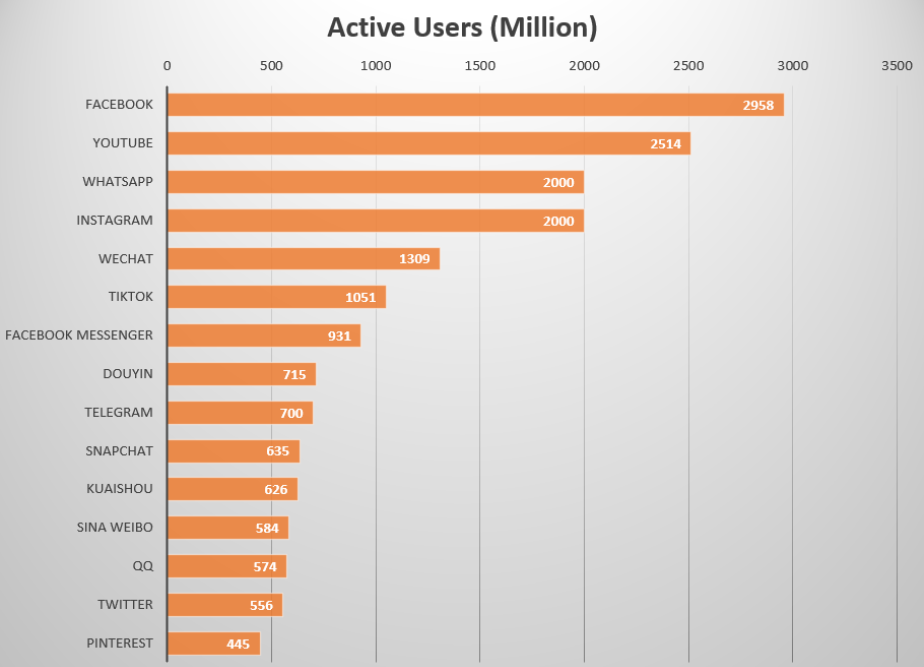 Active Users (Million)
0 500 1000 1500 2000 2500 3000 3500
FACEBOOK 2958
YOUTUBE 2514
WHATSAPP 2000
INSTAGRAM 2000
WECHAT 1309
TIKTOK 1051
FACEBOOK MESSENGER 931
DOUYIN 715
TELEGRAM 700
SNAPCHAT 635
KUAISHOU 626
SINA WEIBO 584
QQ 574
TWITTER 556
PINTEREST 445